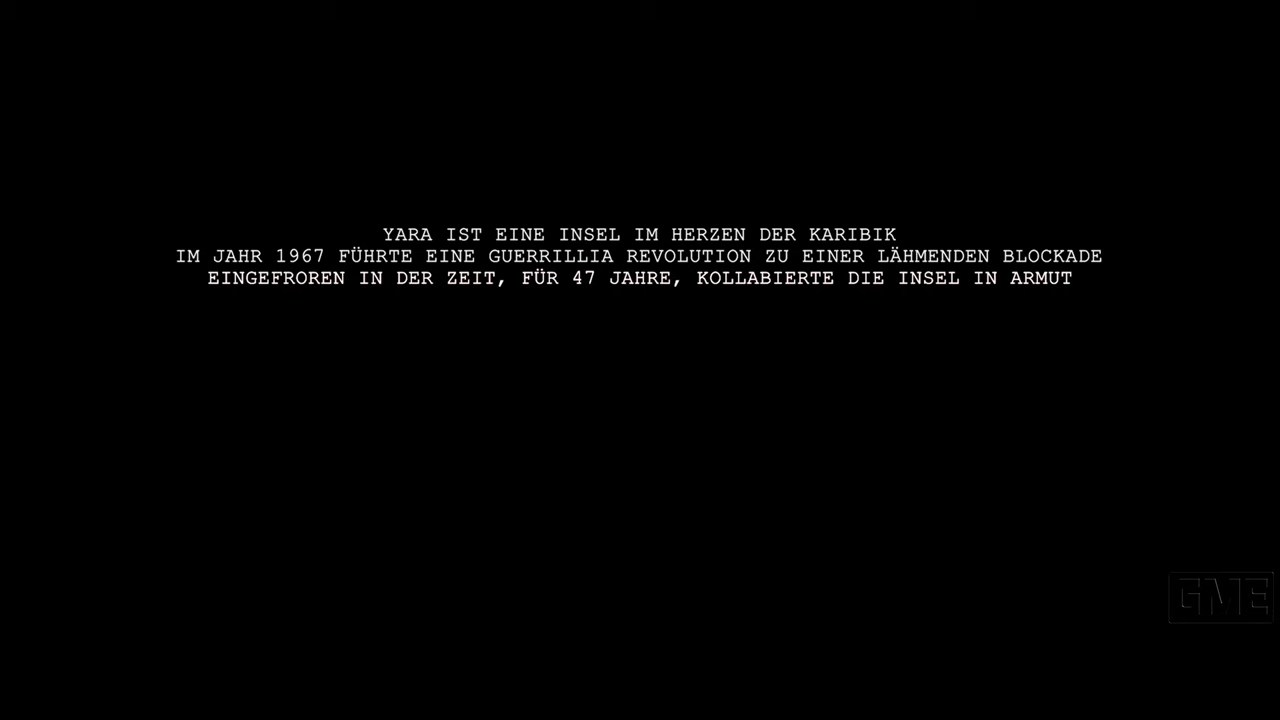 YARA IST EINE INSEL IM HERZEN DER KARIBIK
IM JAHR 1967 FÜHRTE EINE GUERRILLIA REVOLUTION ZU EINER LÄHMENDEN BLOCKADE
EINGEFROREN IN DER ZEIT, FÜR 47 JAHRE, KOLLABIERTE DIE INSEL IN ARMUT
GME